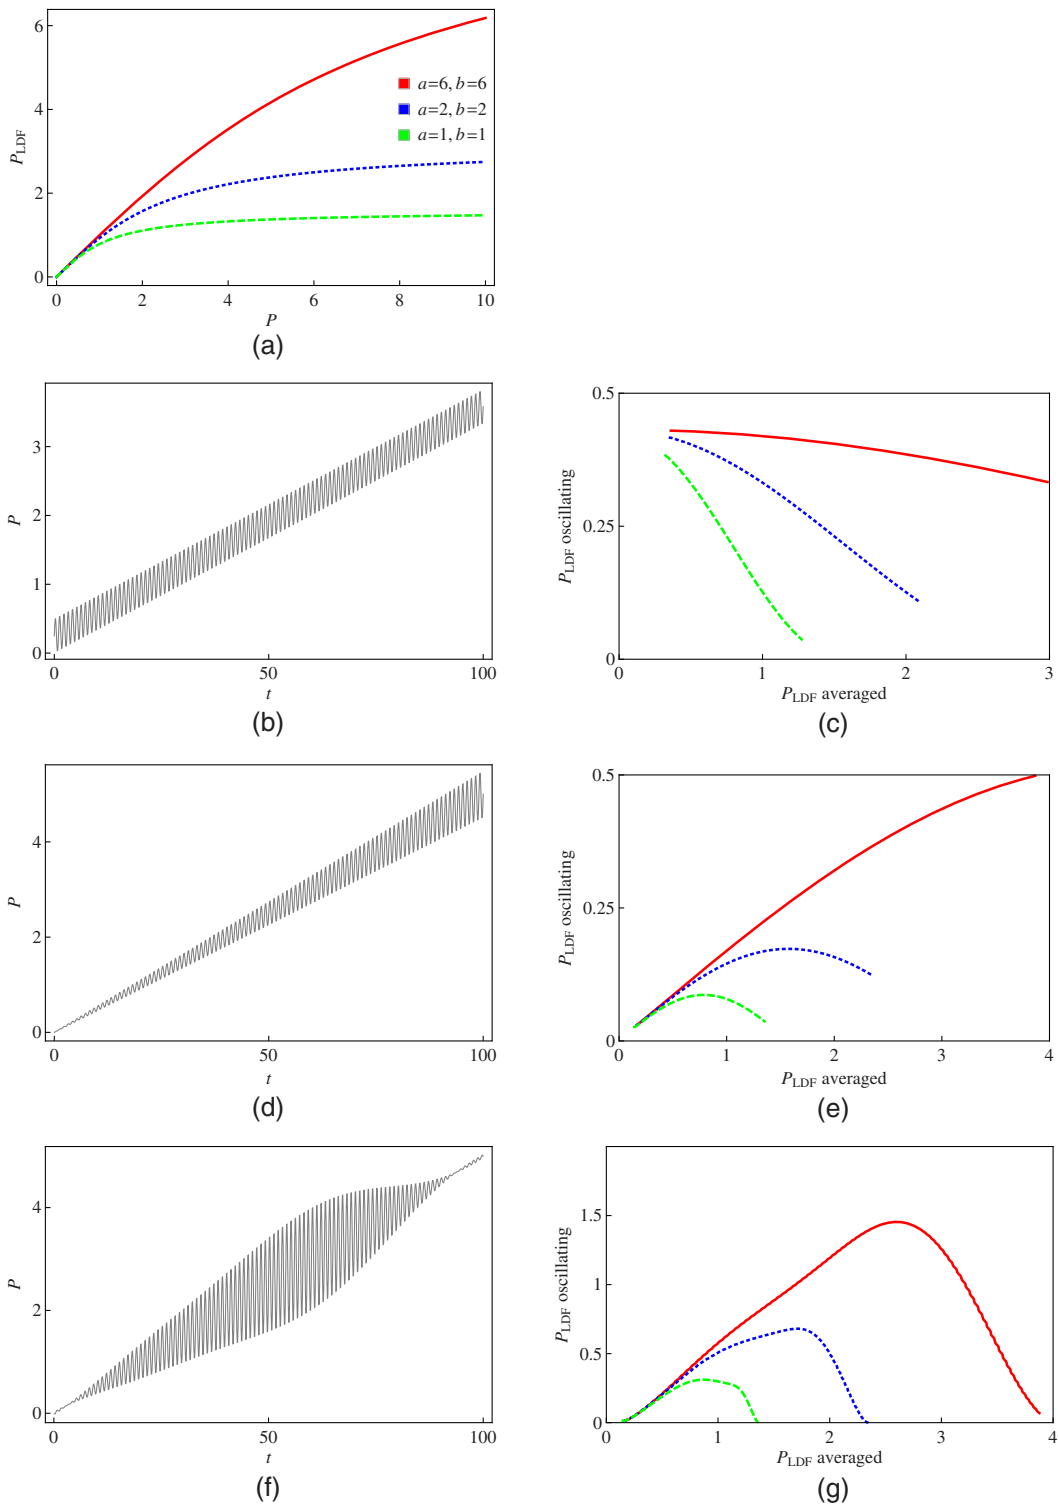 6
4
2
0
P_LDF
a=6, b=6
a=2, b=2
a=1, b=1
0 2 4 6 8 10
P
(a)
3
2
1
0
P
0 50 100
t
(b)
0.5
0.25
0
P_LDF oscillating
0 1 2 3
P_LDF averaged
(c)
4
2
0
P
0 50 100
t
(d)
0.5
0.25
0
P_LDF oscillating
0 1 2 3 4
P_LDF averaged
(e)
4
2
0
P
0 50 100
t
(f)
1.5
1
0.5
0
P_LDF oscillating
0 1 2 3 4
P_LDF averaged
(g)